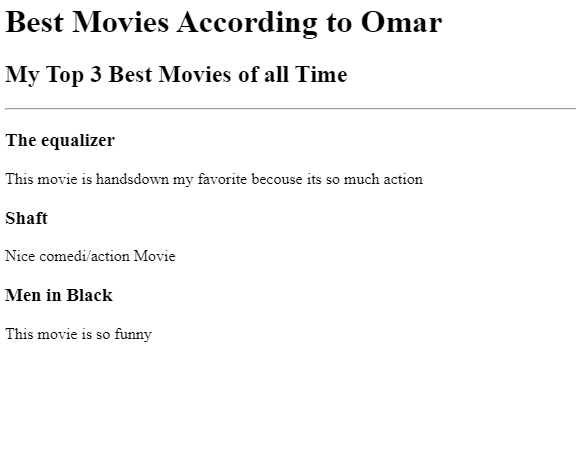 Best Movies According to Omar
My Top 3 Best Movies of all Time
The equalizer
This movie is handsdown my favorite becouse its so much action
Shaft
Nice comedi/action Movie
Men in Black
This movie is so funny